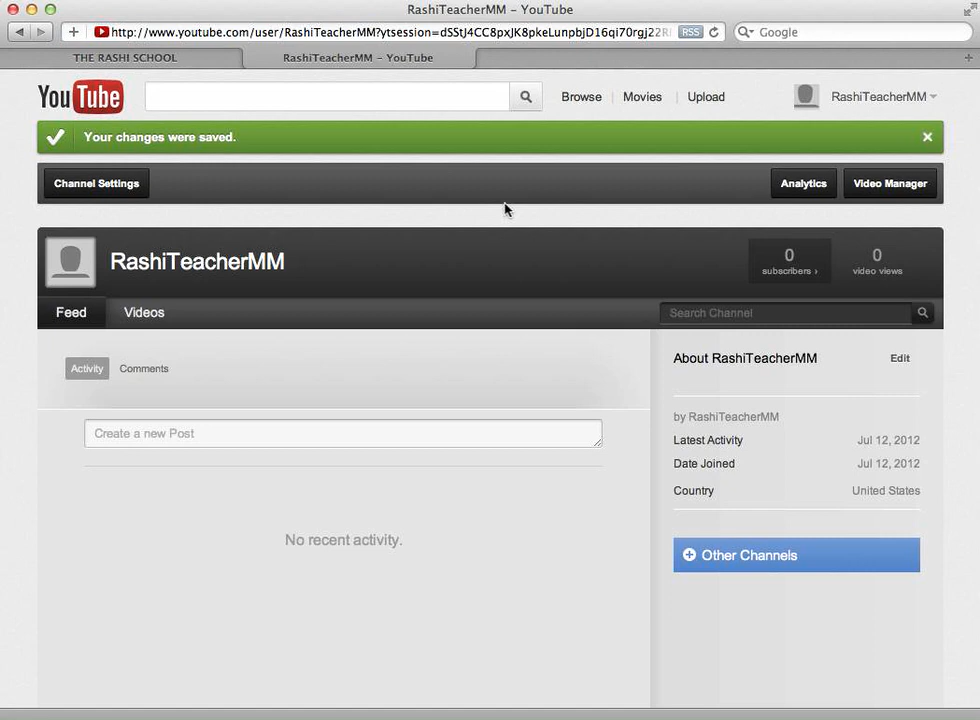 RashiTeacherMM – YouTube
http://www.youtube.com/user/RashiTeacherMM?ytsession=dSStJ4CC8pxJK8pkeLunpbjD16qi70rgj22R RSS Google
THE RASHI SCHOOL RashiTeacherMM – YouTube
YouTube Browse Movies Upload RashiTeacherMM
Your changes were saved.
Channel Settings Analytics Video Manager
RashiTeacherMM 0 subscribers › 0 video views
Feed Videos Search Channel
Activity Comments
About RashiTeacherMM Edit
Create a new Post
by RashiTeacherMM
Latest Activity Jul 12, 2012
Date Joined Jul 12, 2012
Country United States
No recent activity.
Other Channels